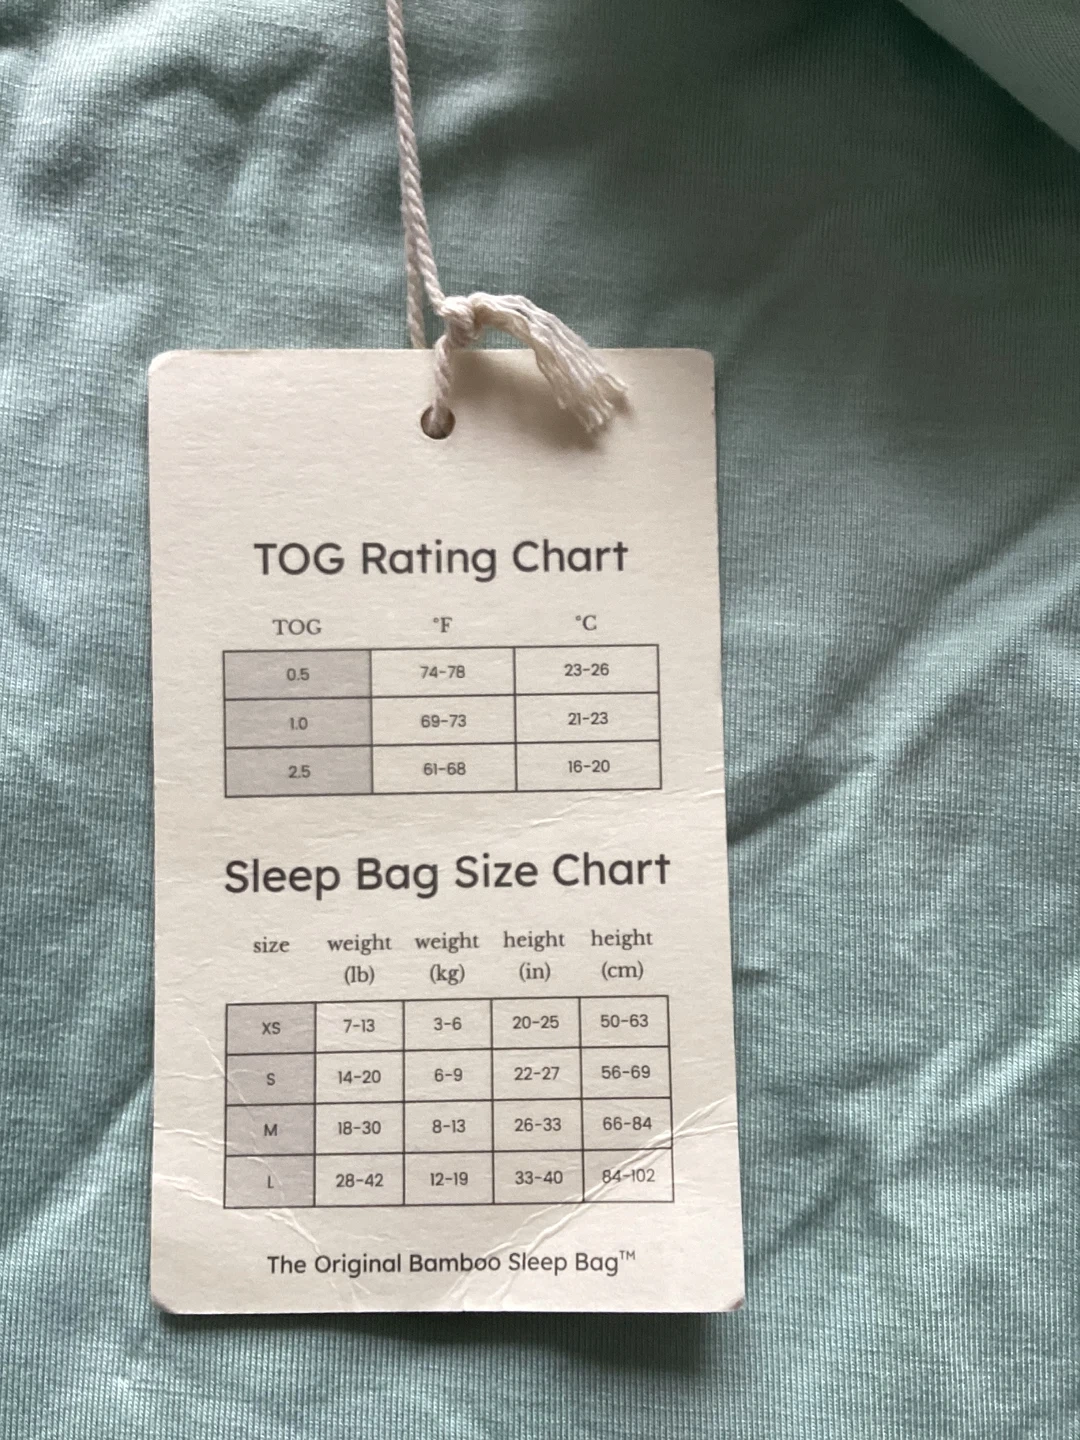 TOG Rating Chart
TOG °F °C
0.5 74-78 23-26
1.0 69-73 21-23
2.5 61-68 16-20
Sleep Bag Size Chart
size weight (lb) weight (kg) height (in) height (cm)
XS 7-13 3-6 20-25 50-63
S 14-20 6-9 22-27 56-69
M 18-30 8-13 26-33 66-84
L 28-42 12-19 33-40 84-102
The Original Bamboo Sleep Bag™